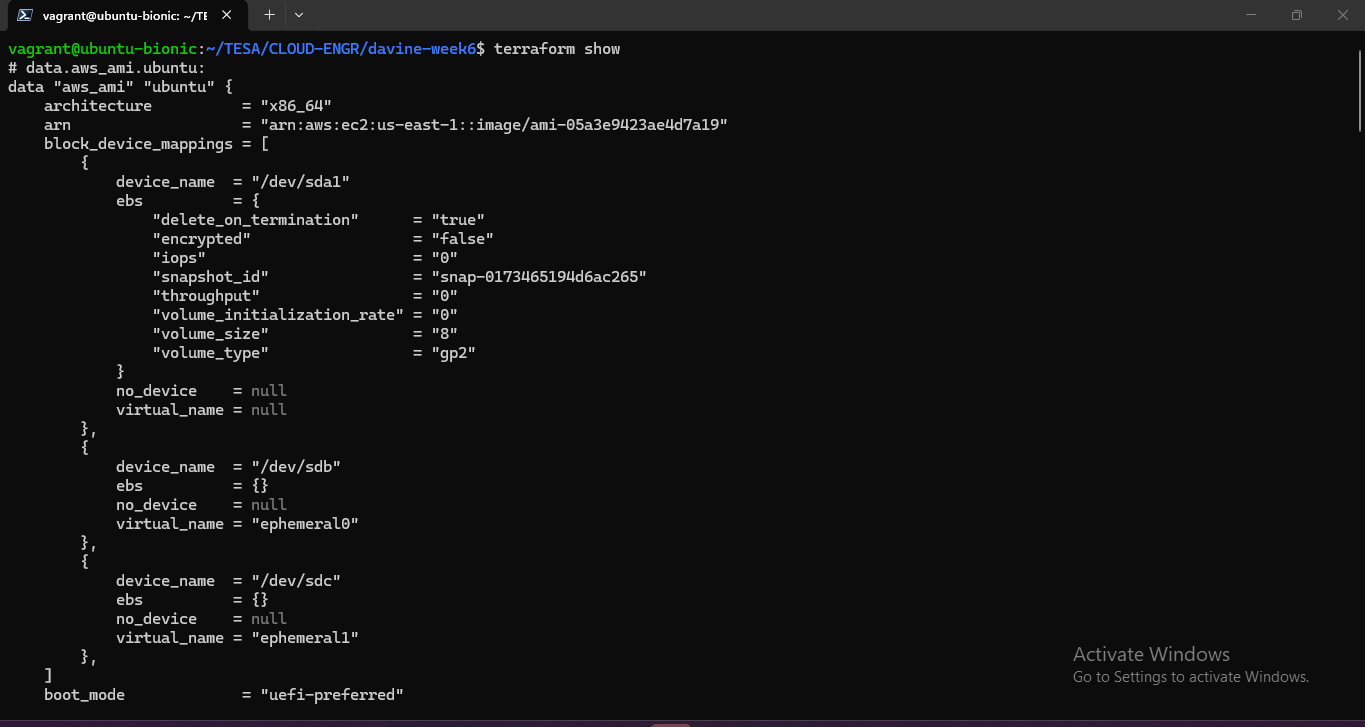 vagrant@ubuntu-bionic: ~/TE
vagrant@ubuntu-bionic:~/TESA/CLOUD-ENGR/davine-week6$ terraform show
# data.aws_ami.ubuntu:
data "aws_ami" "ubuntu" {
    architecture          = "x86_64"
    arn                   = "arn:aws:ec2:us-east-1::image/ami-05a3e9423ae4d7a19"
    block_device_mappings = [
        {
            device_name  = "/dev/sda1"
            ebs          = {
                "delete_on_termination"      = "true"
                "encrypted"                  = "false"
                "iops"                       = "0"
                "snapshot_id"                = "snap-0173465194d6ac265"
                "throughput"                 = "0"
                "volume_initialization_rate" = "0"
                "volume_size"                = "8"
                "volume_type"                = "gp2"
            }
            no_device    = null
            virtual_name = null
        },
        {
            device_name  = "/dev/sdb"
            ebs          = {}
            no_device    = null
            virtual_name = "ephemeral0"
        },
        {
            device_name  = "/dev/sdc"
            ebs          = {}
            no_device    = null
            virtual_name = "ephemeral1"
        },
    ]
    boot_mode             = "uefi-preferred"
Activate Windows
Go to Settings to activate Windows.